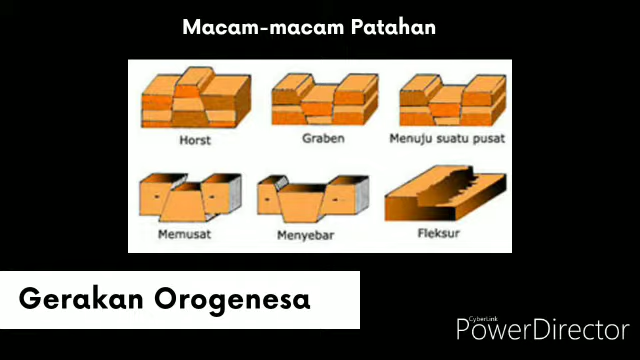 Macam-macam Patahan
Horst
Graben
Menuju suatu pusat
Memusat
Menyebar
Fleksur
Gerakan Orogenesa
CyberLink
PowerDirector